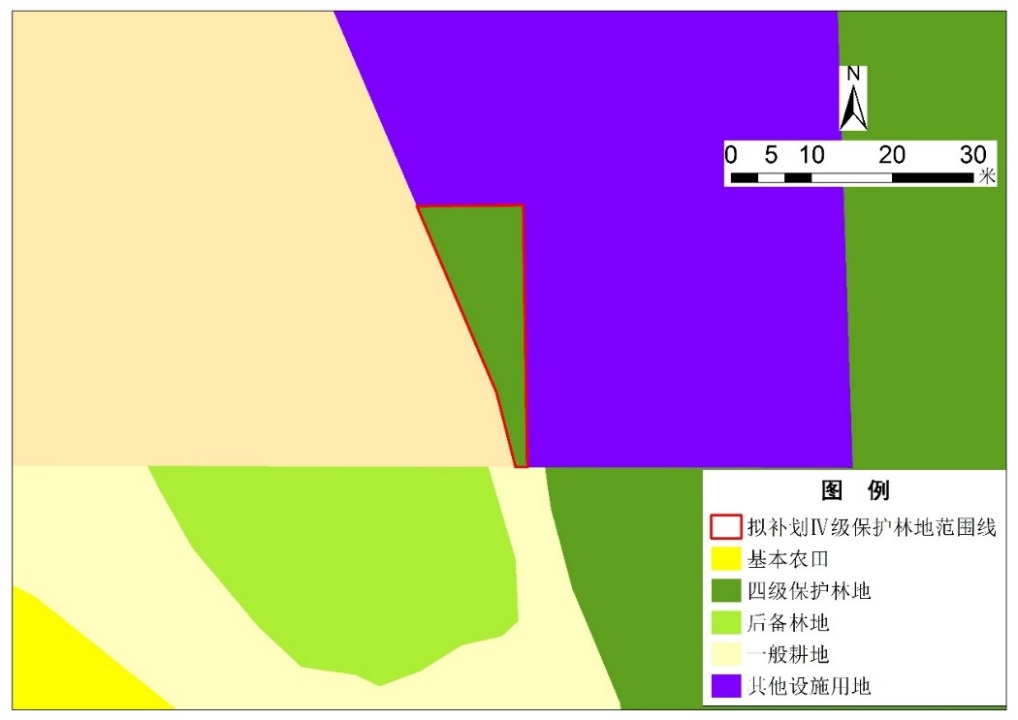 N
0 5 10 20 30
米
图 例
拟补划Ⅳ级保护林地范围线
基本农田
四级保护林地
后备林地
一般耕地
其他设施用地